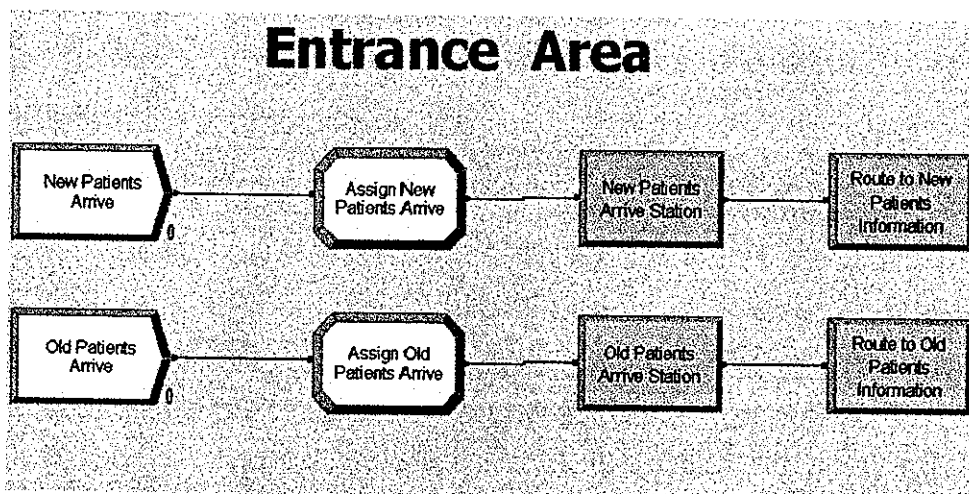 Entrance Area
New Patients
Arrive
0
Assign New
Patients Arrive
New Patients
Arrive Station
Route to New
Patients
Information
Old Patients
Arrive
0
Assign Old
Patients Arrive
Old Patients
Arrive Station
Route to Old
Patients
Information